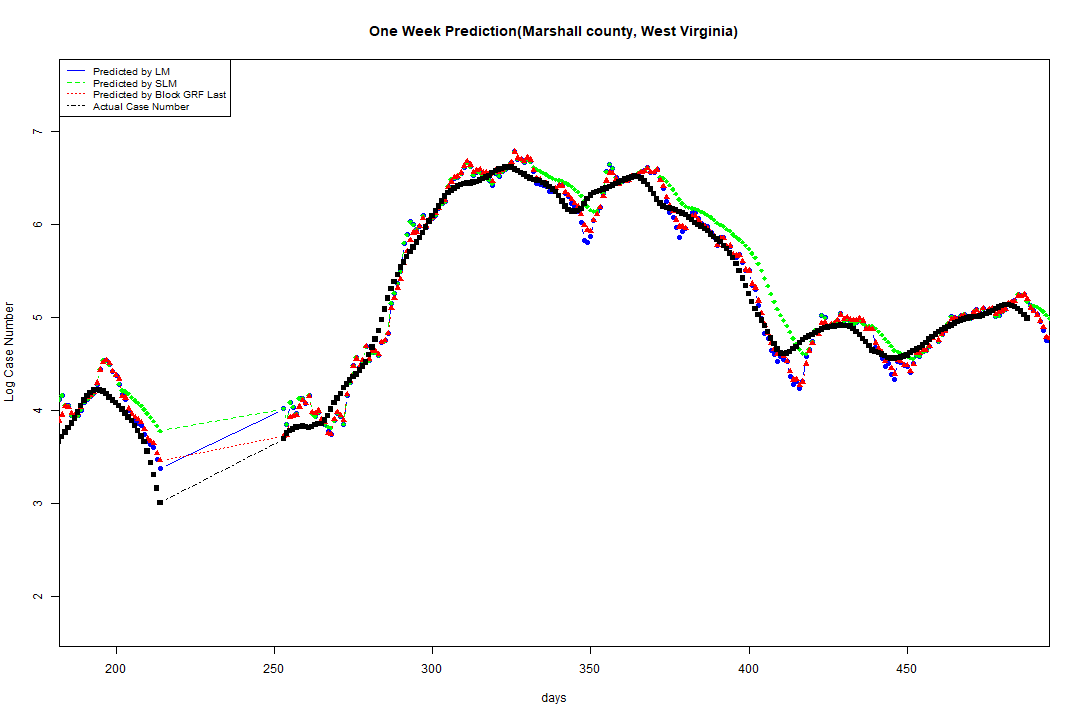 One Week Prediction(Marshall county, West Virginia)
Predicted by LM
Predicted by SLM
Predicted by Block GRF Last
Actual Case Number
Log Case Number
7
6
5
4
3
2
200 250 300 350 400 450
days